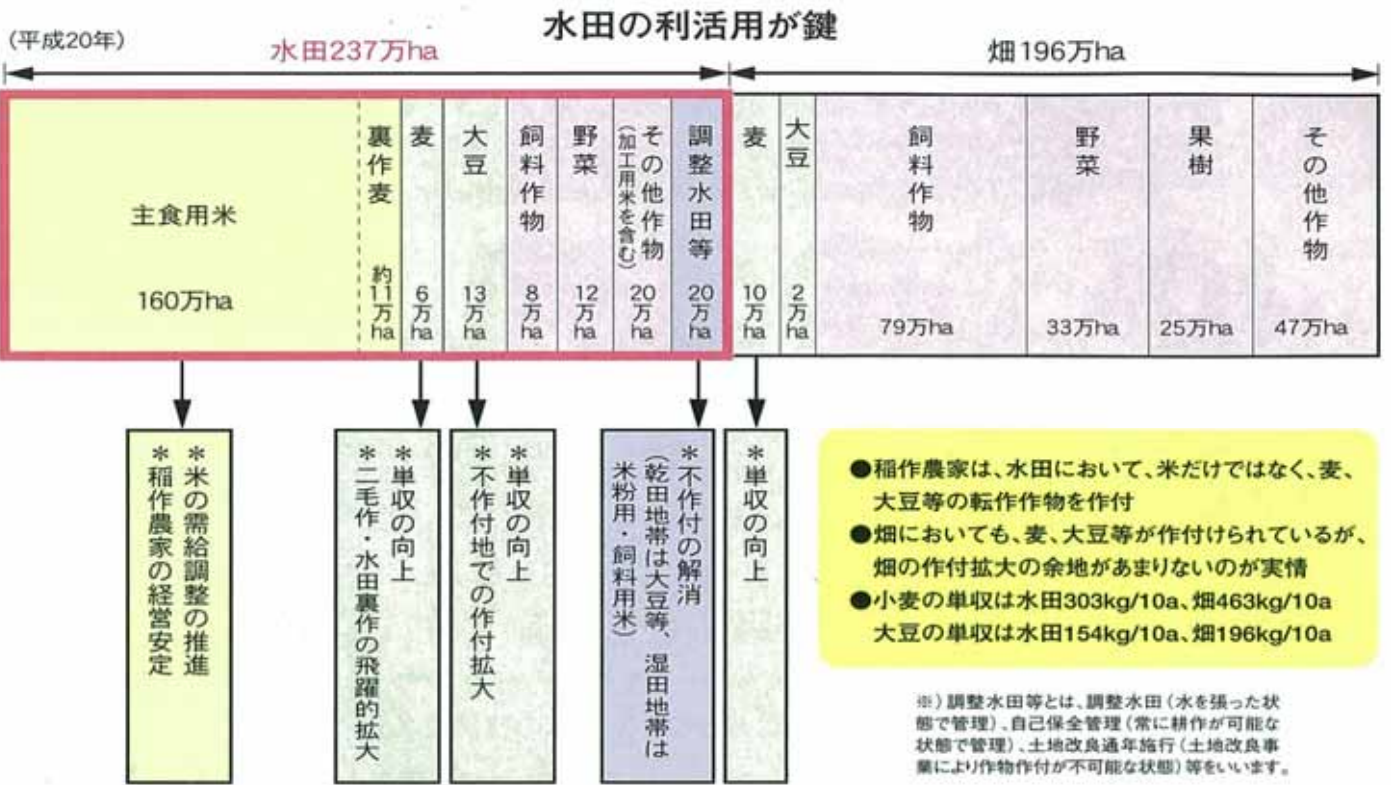 水田の利活用が鍵
(平成20年)
水田237万ha
畑196万ha
主食用米
160万ha
裏作麦
約11万ha
麦
6万ha
大豆
13万ha
飼料作物
8万ha
野菜
12万ha
その他作物
(加工用米を含む)
20万ha
調整水田等
20万ha
麦
10万ha
大豆
2万ha
飼料作物
79万ha
野菜
33万ha
果樹
25万ha
その他作物
47万ha
*米の需給調整の推進
*稲作農家の経営安定
*単収の向上
*二毛作・水田裏作の飛躍的拡大
*単収の向上
*不作付地での作付拡大
*不作付の解消
(乾田地帯は大豆等、湿田地帯は
米粉用・飼料用米)
*単収の向上
●稲作農家は、水田において、米だけではなく、麦、
大豆等の転作作物を作付
●畑においても、麦、大豆等が作付けられているが、
畑の作付拡大の余地があまりないのが実情
●小麦の単収は水田303kg/10a、畑463kg/10a
大豆の単収は水田154kg/10a、畑196kg/10a
※)調整水田等とは、調整水田(水を張った状
態で管理)、自己保全管理(常に耕作が可能な
状態で管理)、土地改良通年施行(土地改良事
業により作物作付が不可能な状態)等をいいます。